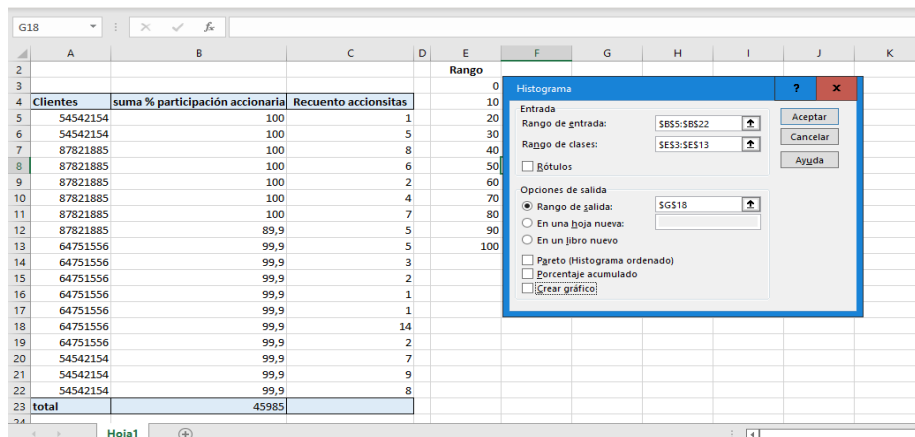 G18 fx
A B C D E F G H I J K
2 Rango
3 0
4 Clientes suma % participación accionaria Recuento accionsitas 10
5 54542154 100 1 20
6 54542154 100 5 30
7 87821885 100 8 40
8 87821885 100 6 50
9 87821885 100 2 60
10 87821885 100 4 70
11 87821885 100 7 80
12 87821885 89,9 5 90
13 64751556 99,9 5 100
14 64751556 99,9 3
15 64751556 99,9 2
16 64751556 99,9 1
17 64751556 99,9 1
18 64751556 99,9 14
19 64751556 99,9 2
20 54542154 99,9 7
21 54542154 99,9 9
22 54542154 99,9 8
23 total 45985
24
Hoja1
Histograma ? x
Entrada
Rango de entrada: $B$5:$B$22
Rango de clases: $E$3:$E$13
Rótulos
Aceptar
Cancelar
Ayuda
Opciones de salida
Rango de salida: $G$18
En una hoja nueva:
En un libro nuevo
Pareto (Histograma ordenado)
Porcentaje acumulado
Crear gráfico